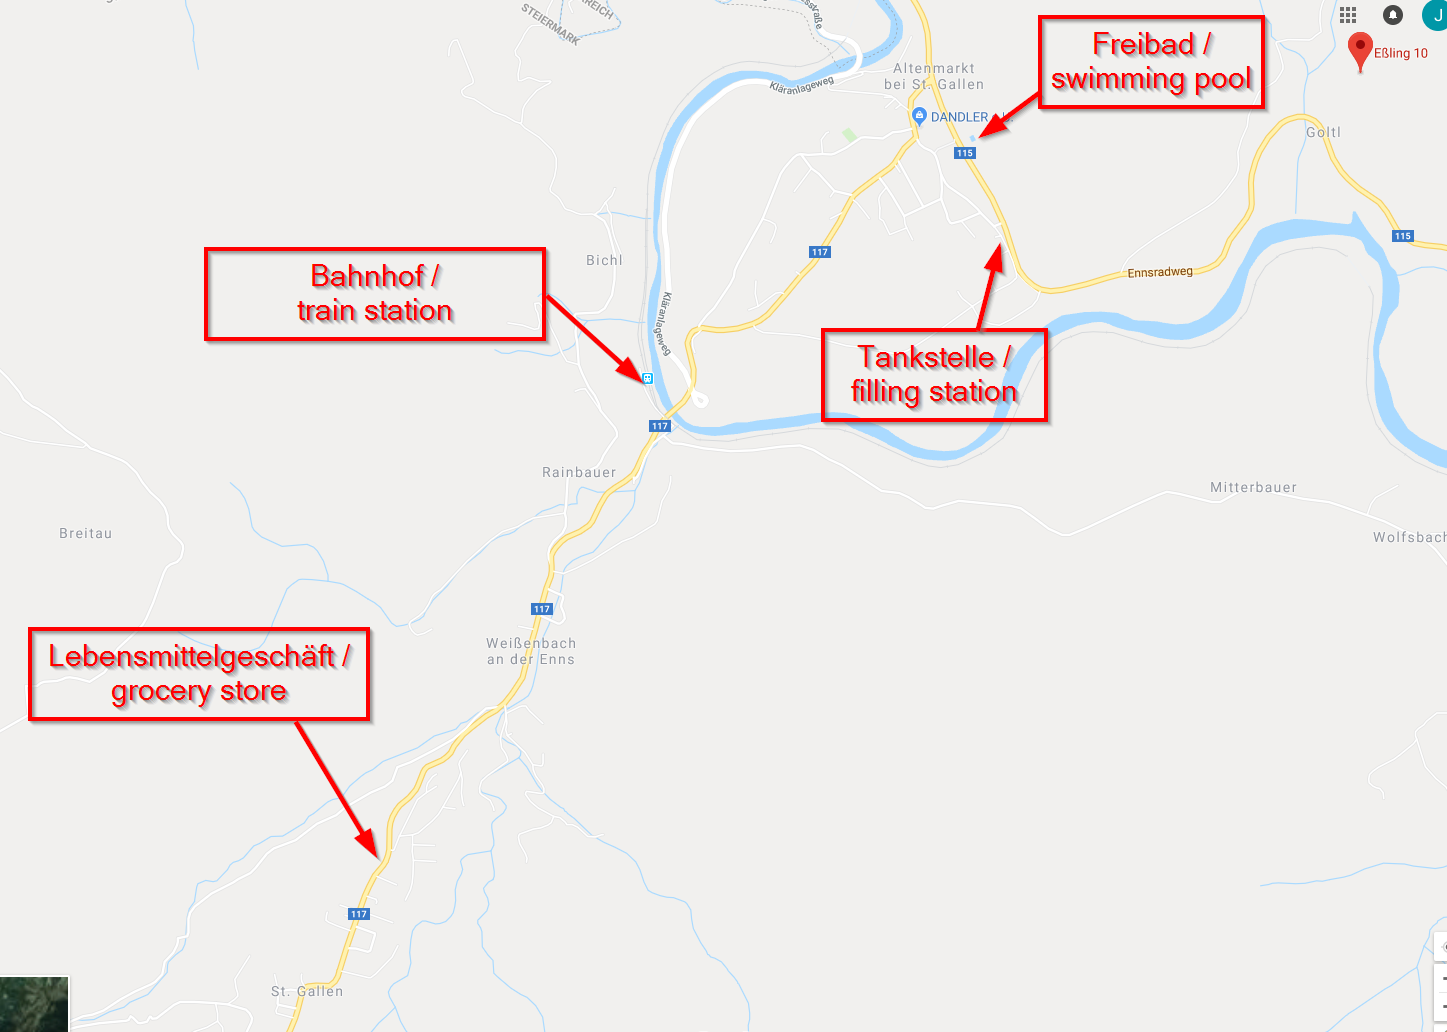 STEIERMARK
Kläranlageweg
Altenmarkt
bei St. Gallen
DANDLER
Freibad /
swimming pool
J
Eßling 10
Goltl
115
115
117
Bichl
Bahnhof /
train station
Kläranlageweg
Ennsradweg
Tankstelle /
filling station
117
Rainbauer
Mitterbauer
Breitau
Wolfsbach
117
Weißenbach
an der Enns
Lebensmittelgeschäft /
grocery store
117
St. Gallen